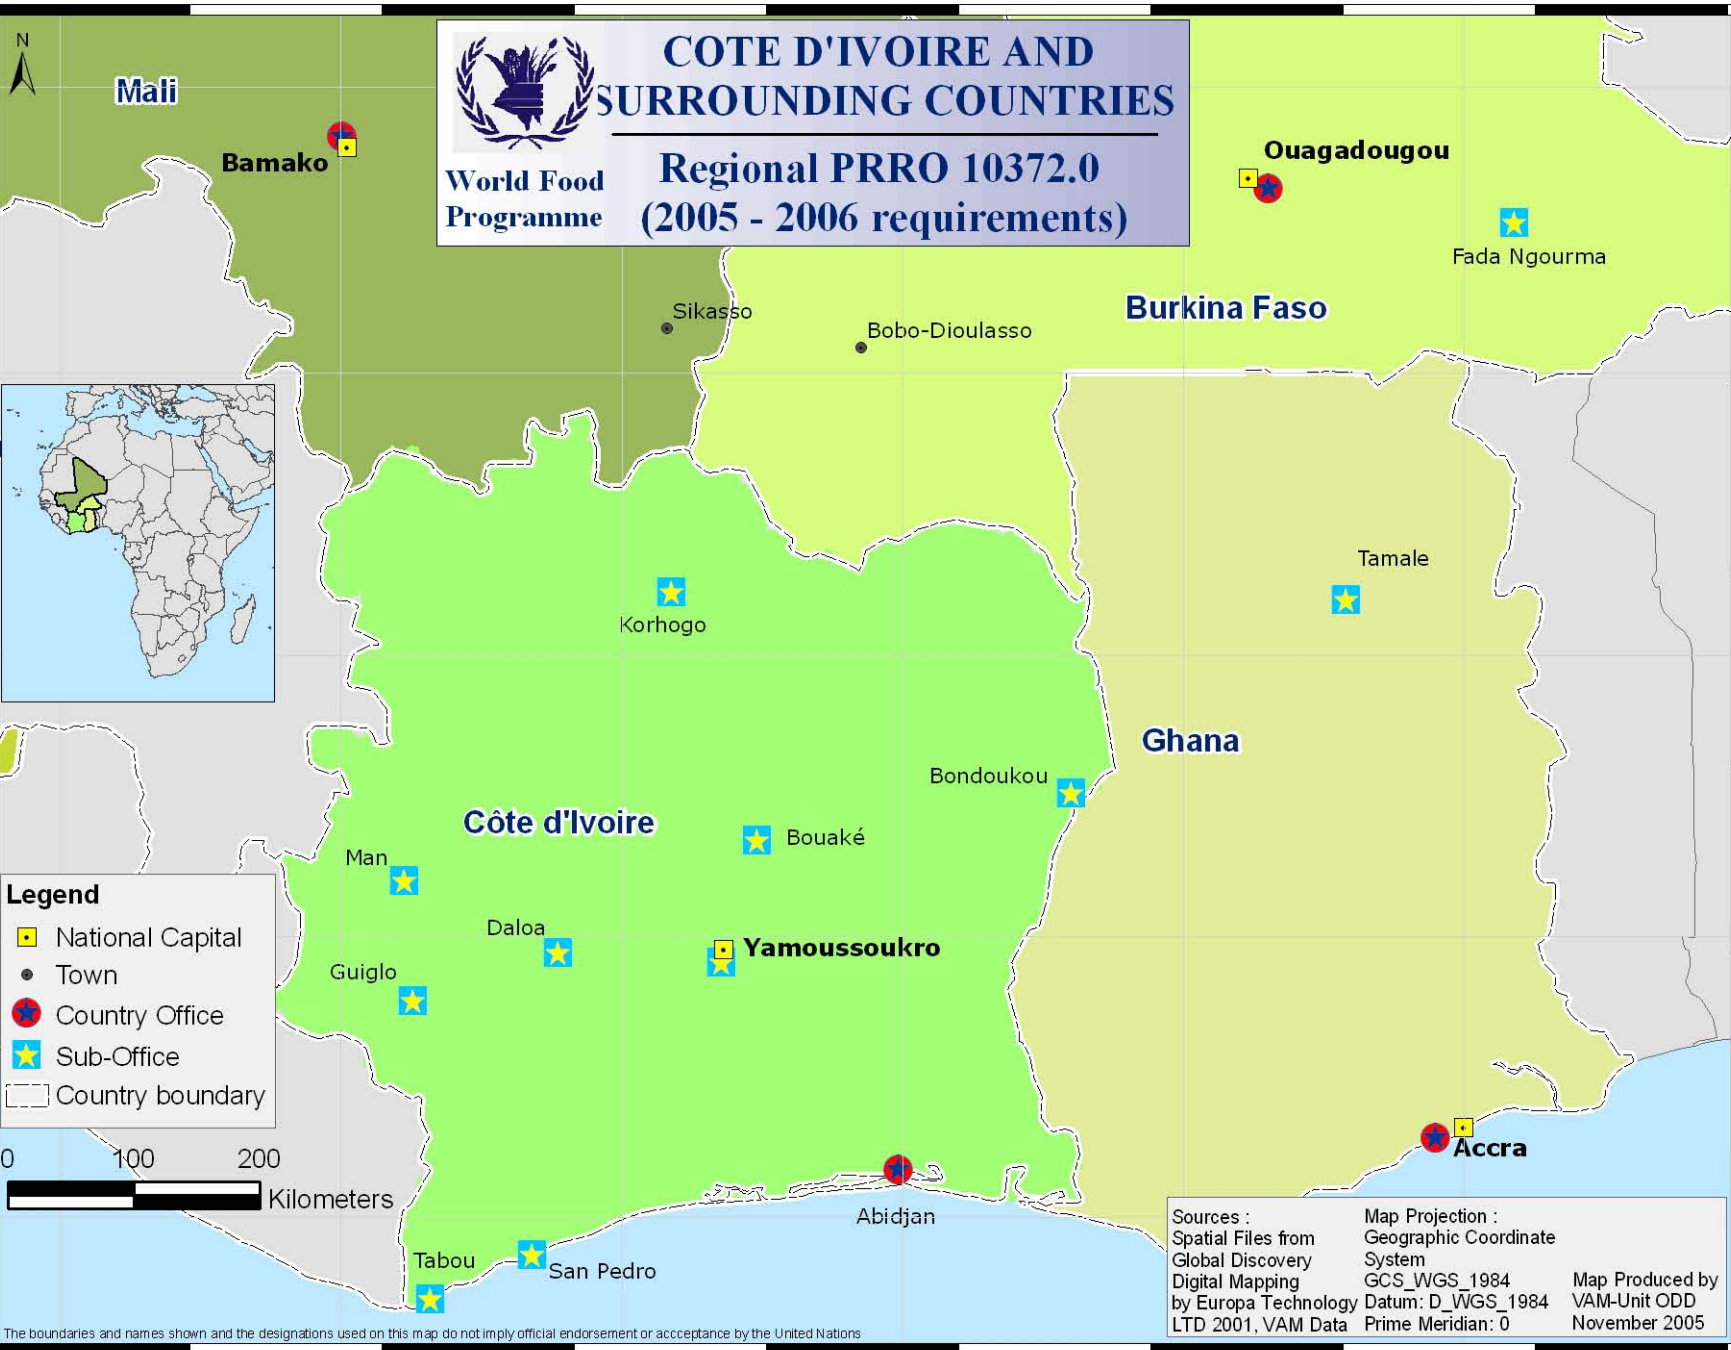 N
COTE D'IVOIRE AND
SURROUNDING COUNTRIES
Regional PRRO 10372.0
(2005 - 2006 requirements)
World Food
Programme
Mali
Bamako
Ouagadougou
Fada Ngourma
Sikasso
Bobo-Dioulasso
Burkina Faso
Tamale
Korhogo
Ghana
Bondoukou
Côte d'Ivoire
Bouaké
Man
Daloa
Yamoussoukro
Guiglo
Accra
Abidjan
Tabou
San Pedro
Legend
National Capital
Town
Country Office
Sub-Office
Country boundary
0 100 200
Kilometers
Sources :
Spatial Files from
Global Discovery
Digital Mapping
by Europa Technology
LTD 2001, VAM Data
Map Projection :
Geographic Coordinate
System
GCS_WGS_1984
Datum: D_WGS_1984
Prime Meridian: 0
Map Produced by
VAM-Unit ODD
November 2005
The boundaries and names shown and the designations used on this map do not imply official endorsement or accceptance by the United Nations